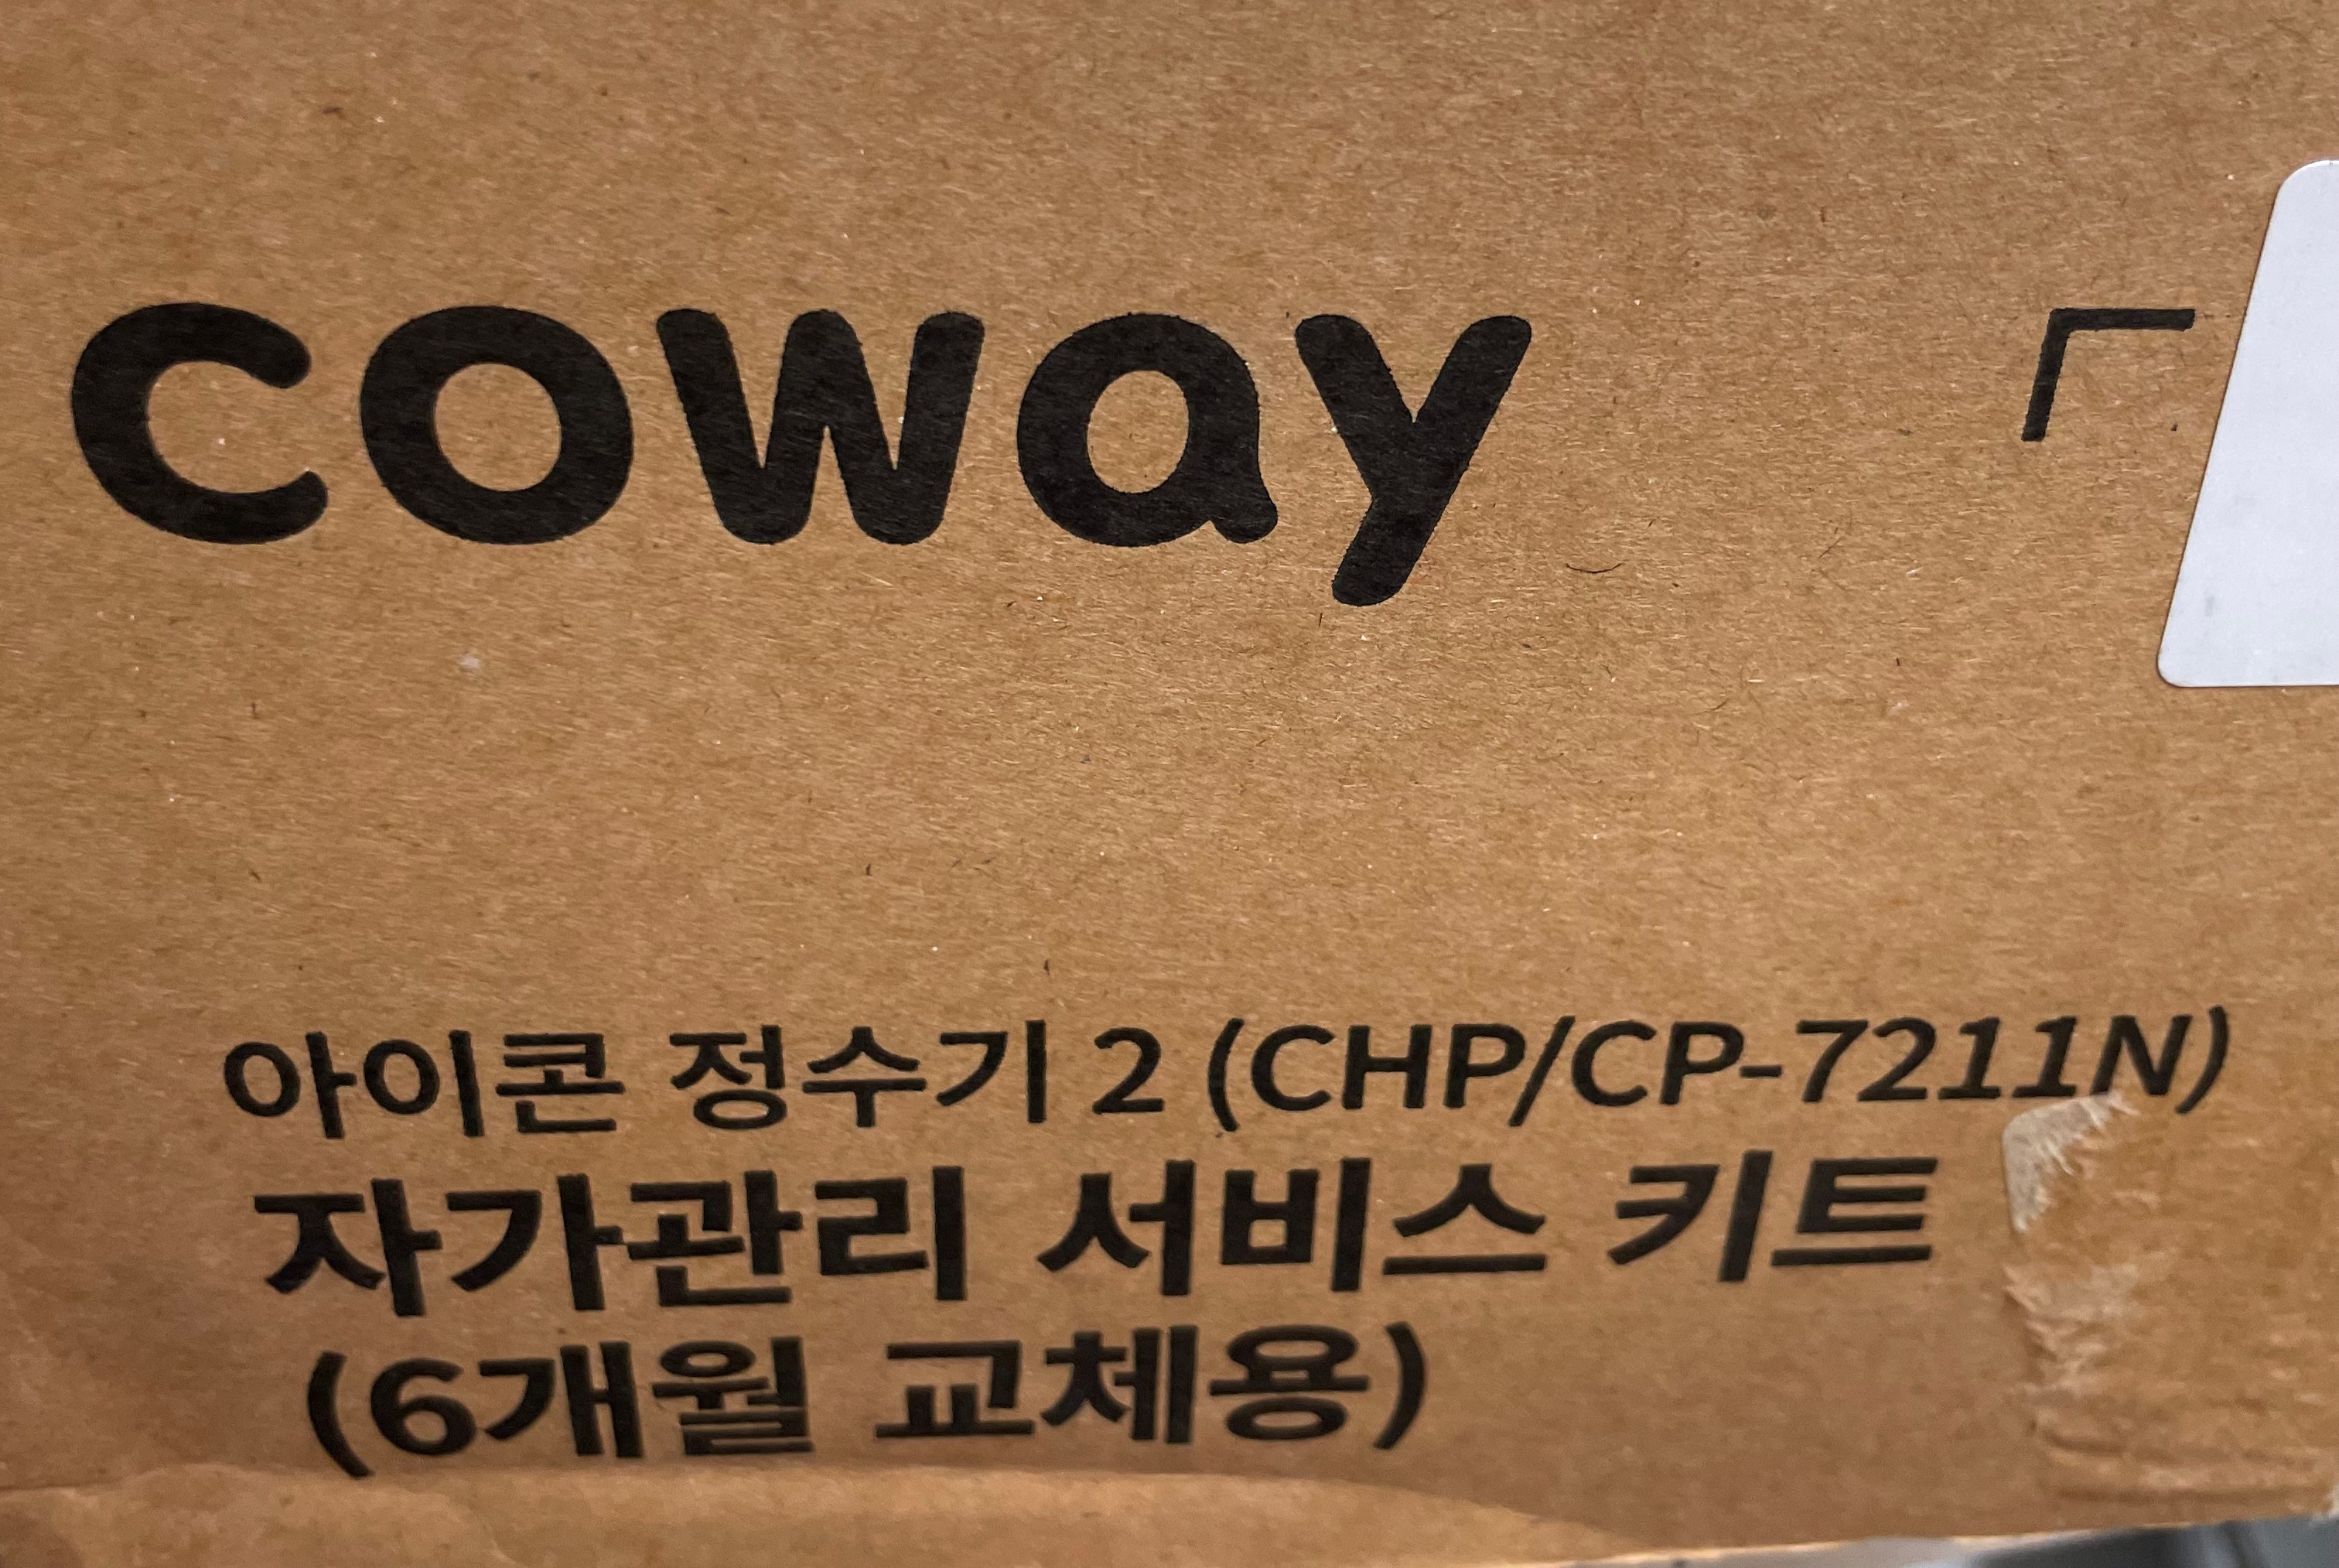 coway
아이콘 정수기 2 (CHP/CP-7211N)
자가관리 서비스 키트
(6개월 교체용)